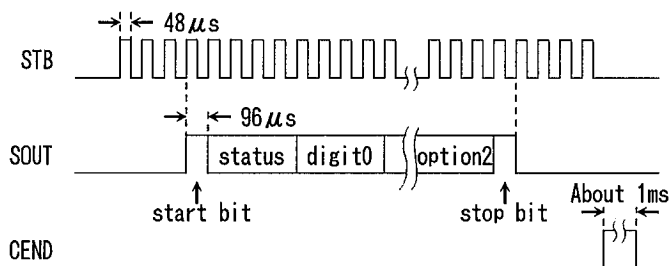 48μs
STB
96μs
SOUT status digit0 option2
start bit stop bit
About 1ms
CEND